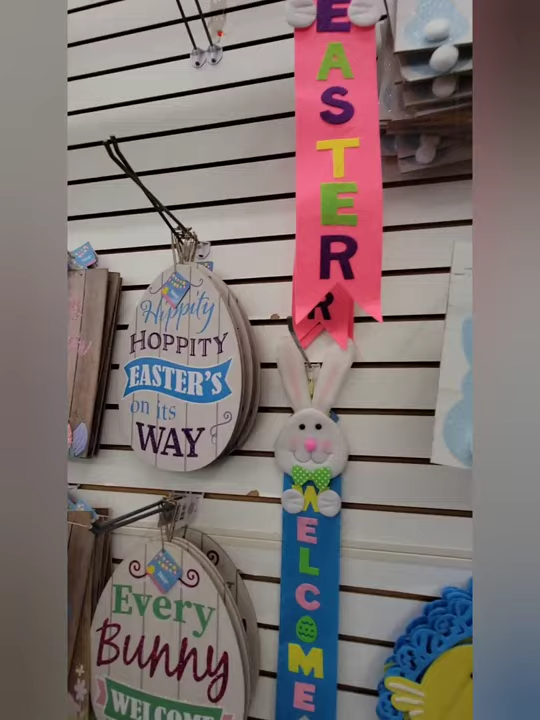 EASTER
R
Hippity
HOPPITY
EASTER'S
on its
WAY
WELCOME
Every
Bunny
WELCOME